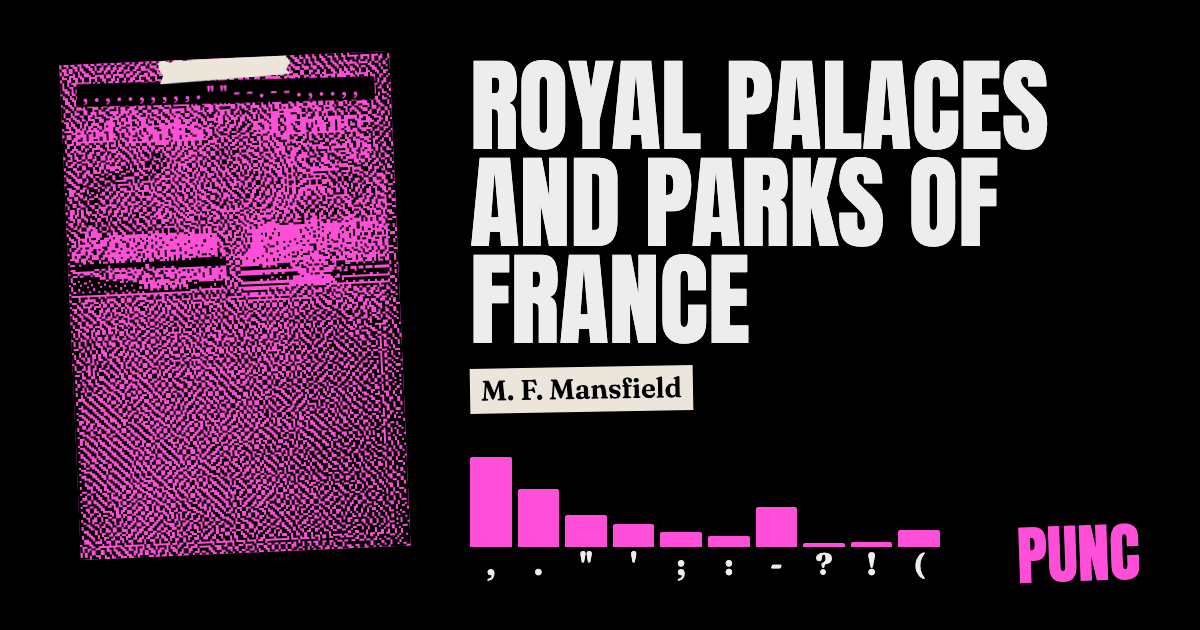 ROYAL PALACES
AND PARKS OF
FRANCE
M. F. Mansfield
, . " ' ; : - ? ! (
PUNC